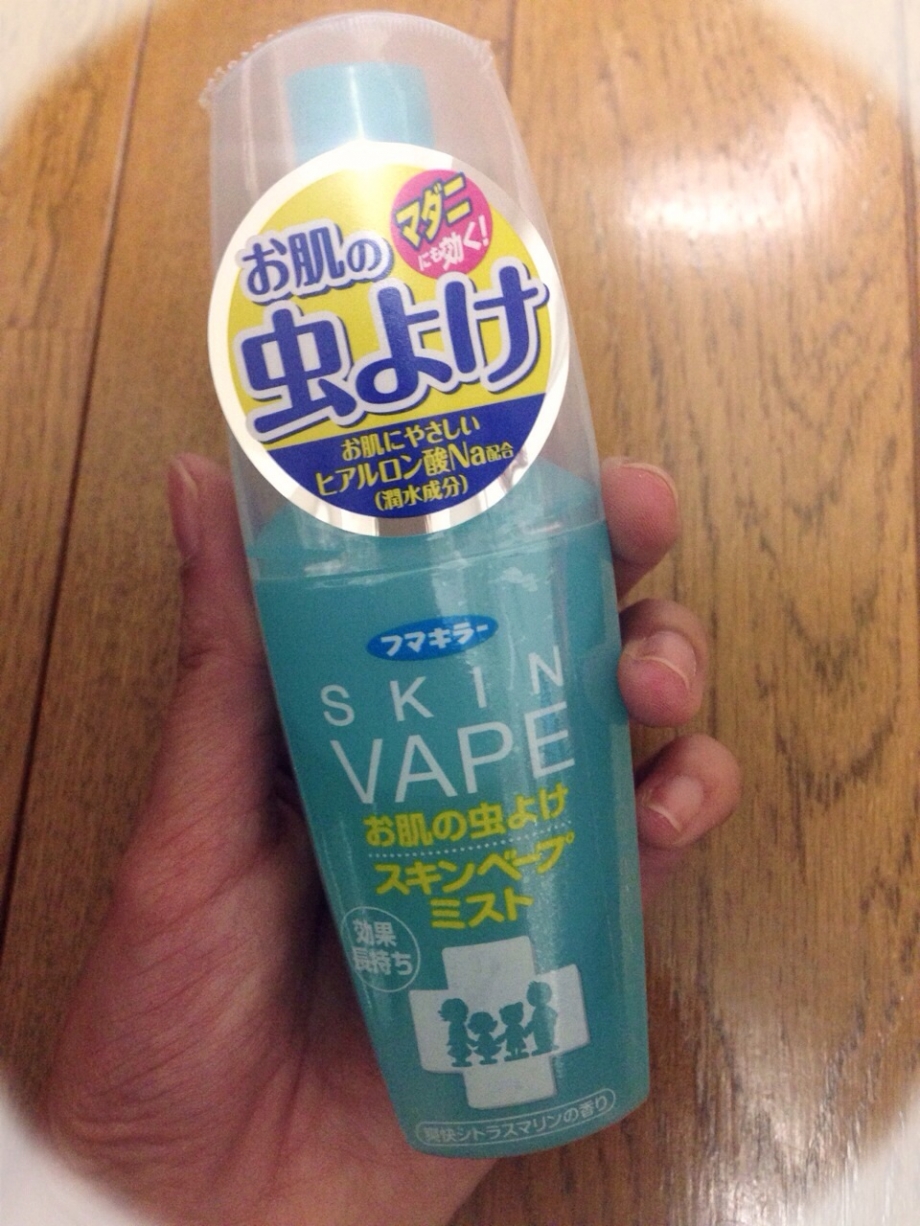 マダニ
にも効く!
お肌の
虫よけ
お肌にやさしい
ヒアルロン酸Na配合
(潤水成分)
フマキラー
SKIN
VAPE
お肌の虫よけ
スキンベープ
ミスト
効果
長持ち
爽快シトラスマリンの香り